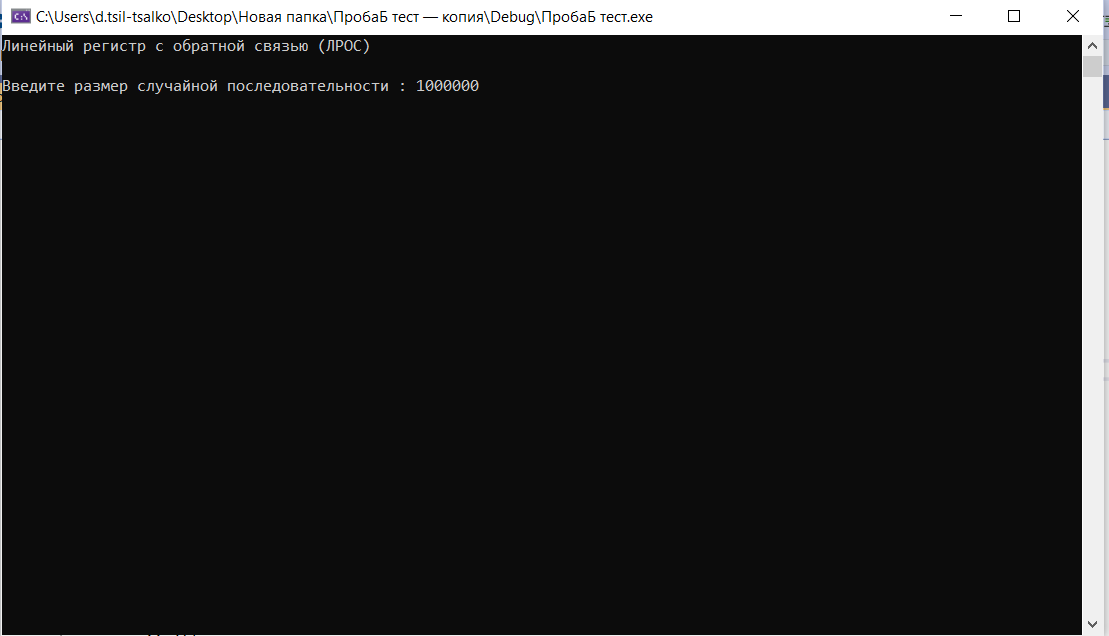 C:\Users\d.tsil-tsalko\Desktop\Новая папка\ПробаБ тест — копия\Debug\ПробаБ тест.exe
Линейный регистр с обратной связью (ЛРОС)
Введите размер случайной последовательности : 1000000